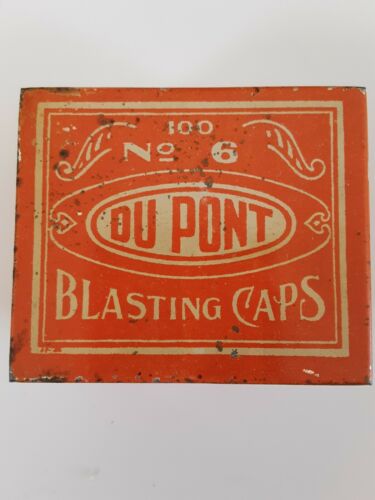 100
No 6
DU PONT
BLASTING CAPS